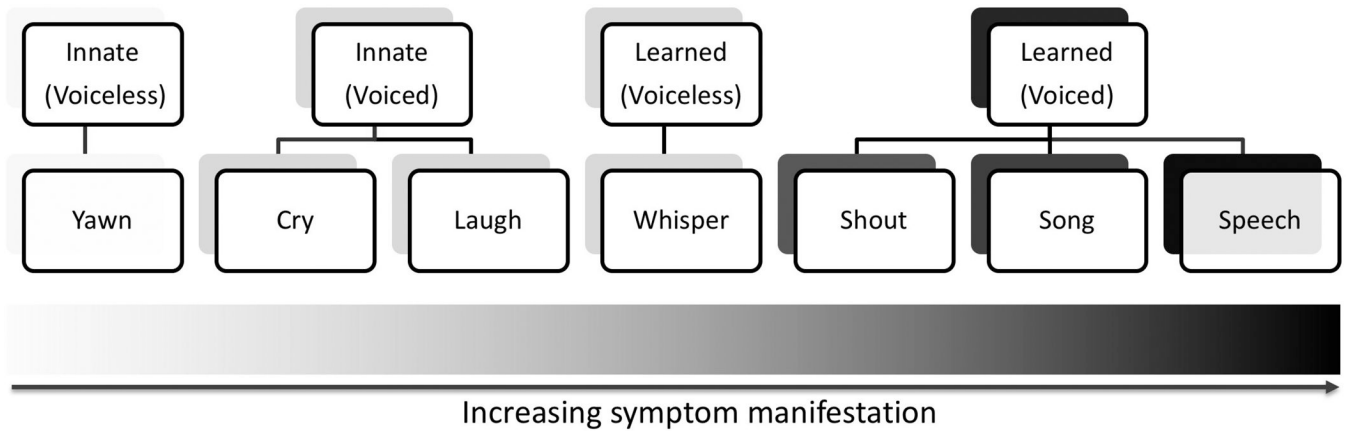 Innate
(Voiceless)
Innate
(Voiced)
Learned
(Voiceless)
Learned
(Voiced)
Yawn
Cry
Laugh
Whisper
Shout
Song
Speech
Increasing symptom manifestation